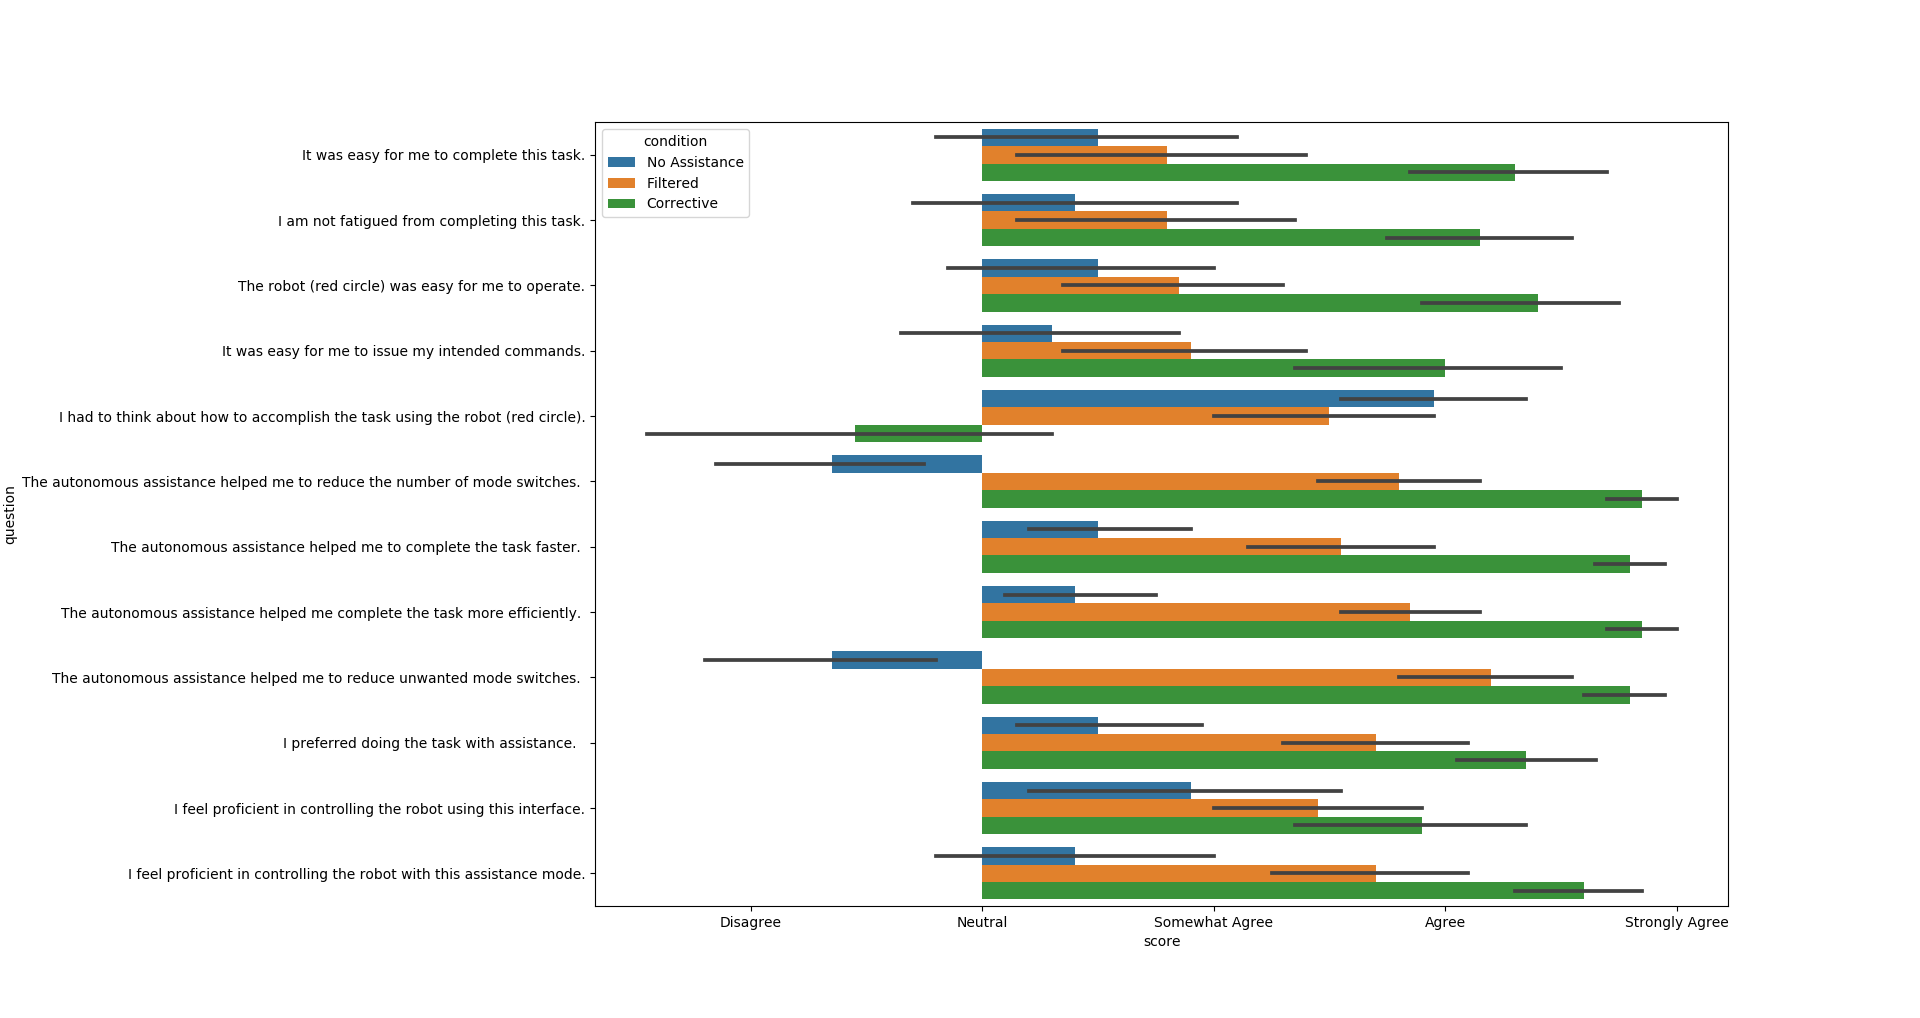 condition
No Assistance
Filtered
Corrective
It was easy for me to complete this task.
I am not fatigued from completing this task.
The robot (red circle) was easy for me to operate.
It was easy for me to issue my intended commands.
I had to think about how to accomplish the task using the robot (red circle).
The autonomous assistance helped me to reduce the number of mode switches.
The autonomous assistance helped me to complete the task faster.
The autonomous assistance helped me complete the task more efficiently.
The autonomous assistance helped me to reduce unwanted mode switches.
I preferred doing the task with assistance.
I feel proficient in controlling the robot using this interface.
I feel proficient in controlling the robot with this assistance mode.
question
Disagree Neutral Somewhat Agree Agree Strongly Agree
score